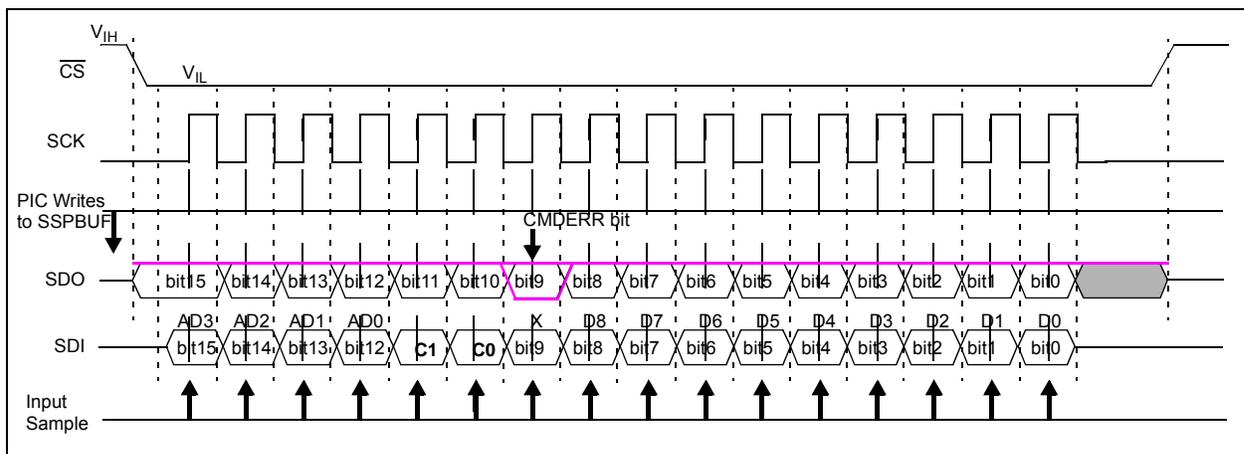 VIH
CS
VIL
SCK
PIC Writes
to SSPBUF
CMDERR bit
SDO bit15 bit14 bit13 bit12 bit11 bit10 bit9 bit8 bit7 bit6 bit5 bit4 bit3 bit2 bit1 bit0
AD3 AD2 AD1 AD0 X D8 D7 D6 D5 D4 D3 D2 D1 D0
SDI bit15 bit14 bit13 bit12 C1 C0 bit9 bit8 bit7 bit6 bit5 bit4 bit3 bit2 bit1 bit0
Input
Sample